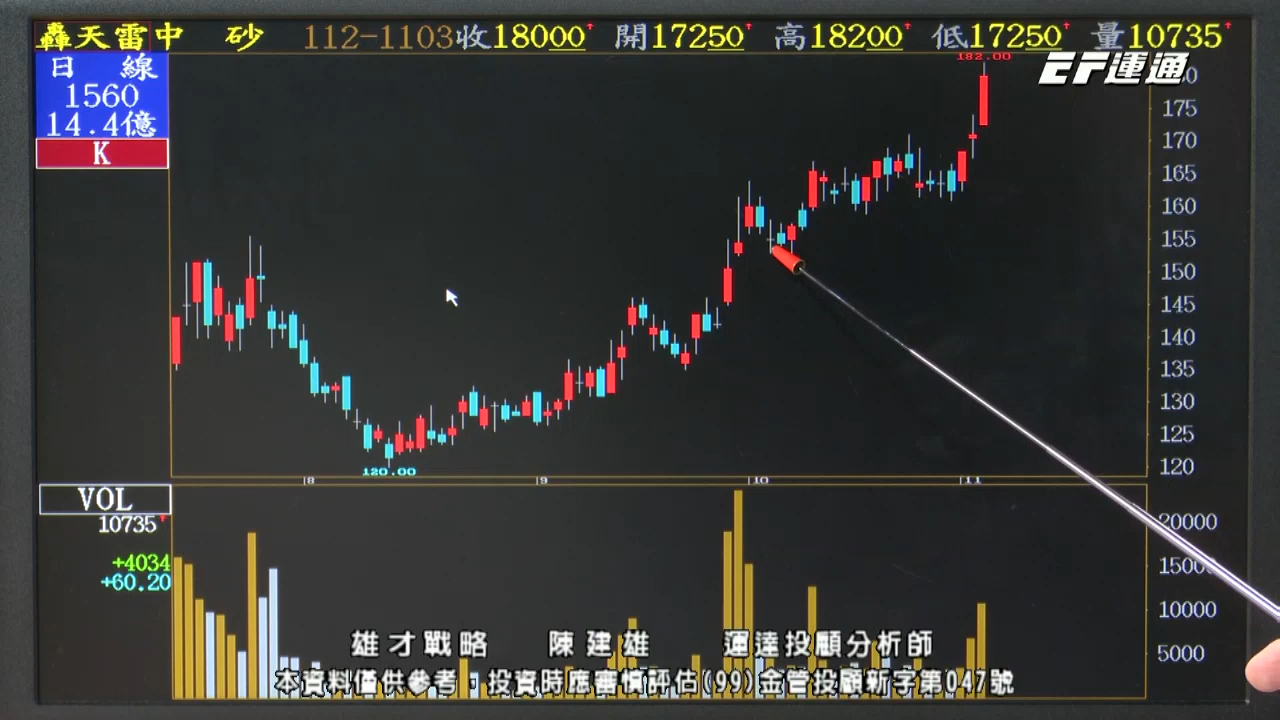 轟天雷中 砂 112-1103收18000↑ 開17250↑ 高18200↑ 低17250↑ 量10735↑
日 線
1560
14.4億
K
EF運通
182.00
180
175
170
165
160
155
150
145
140
135
130
125
120
120.00
8 9 10 11
VOL
10735↑
+4034
+60.20
20000
15000
10000
5000
雄才戰略 陳建雄 運達投顧分析師
本資料僅供參考，投資時應審慎評估(99)金管投顧新字第047號